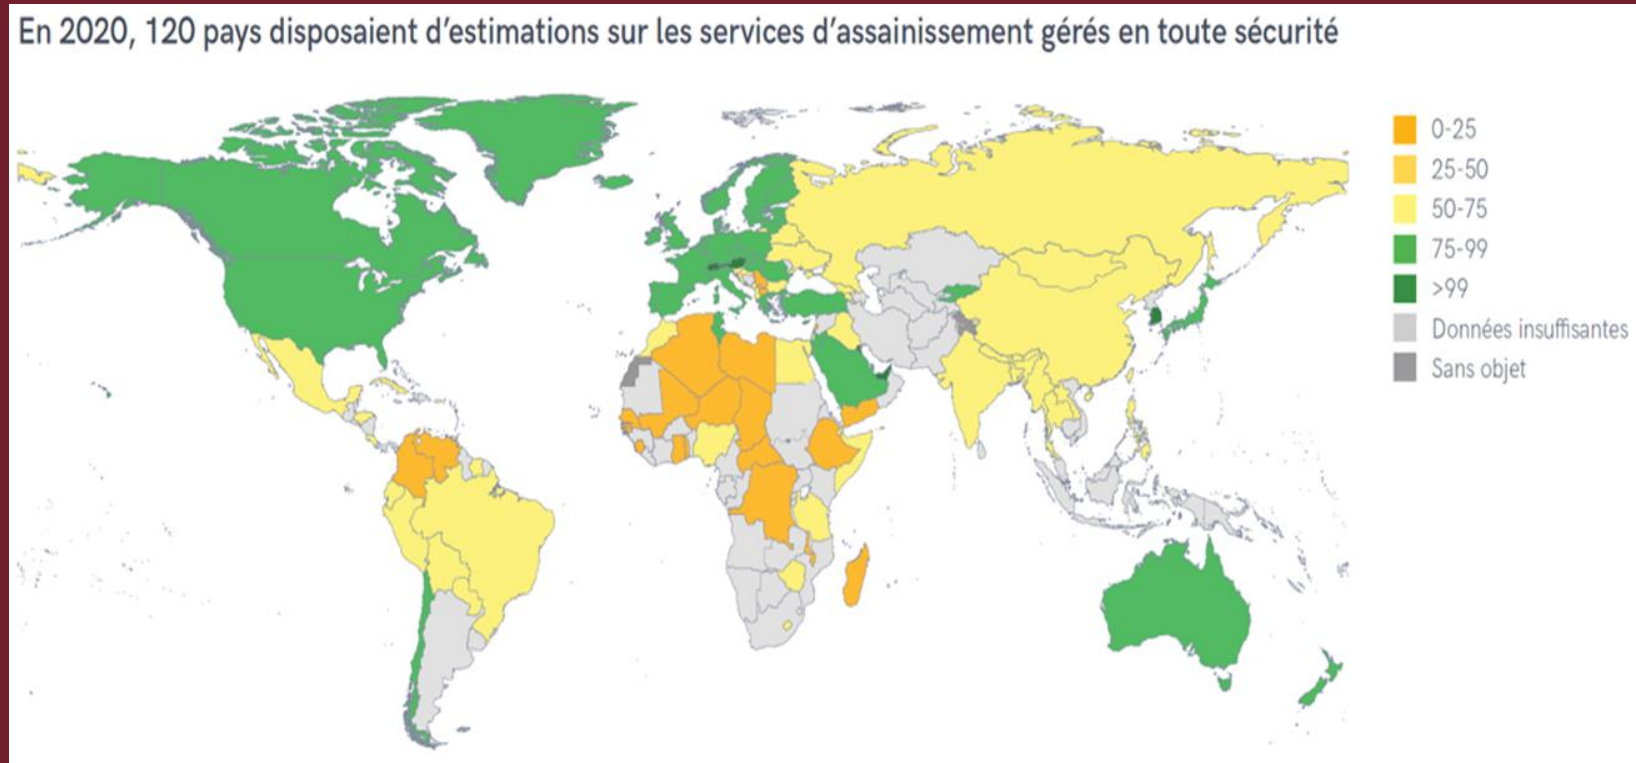 En 2020, 120 pays disposaient d’estimations sur les services d’assainissement gérés en toute sécurité
0-25
25-50
50-75
75-99
>99
Données insuffisantes
Sans objet